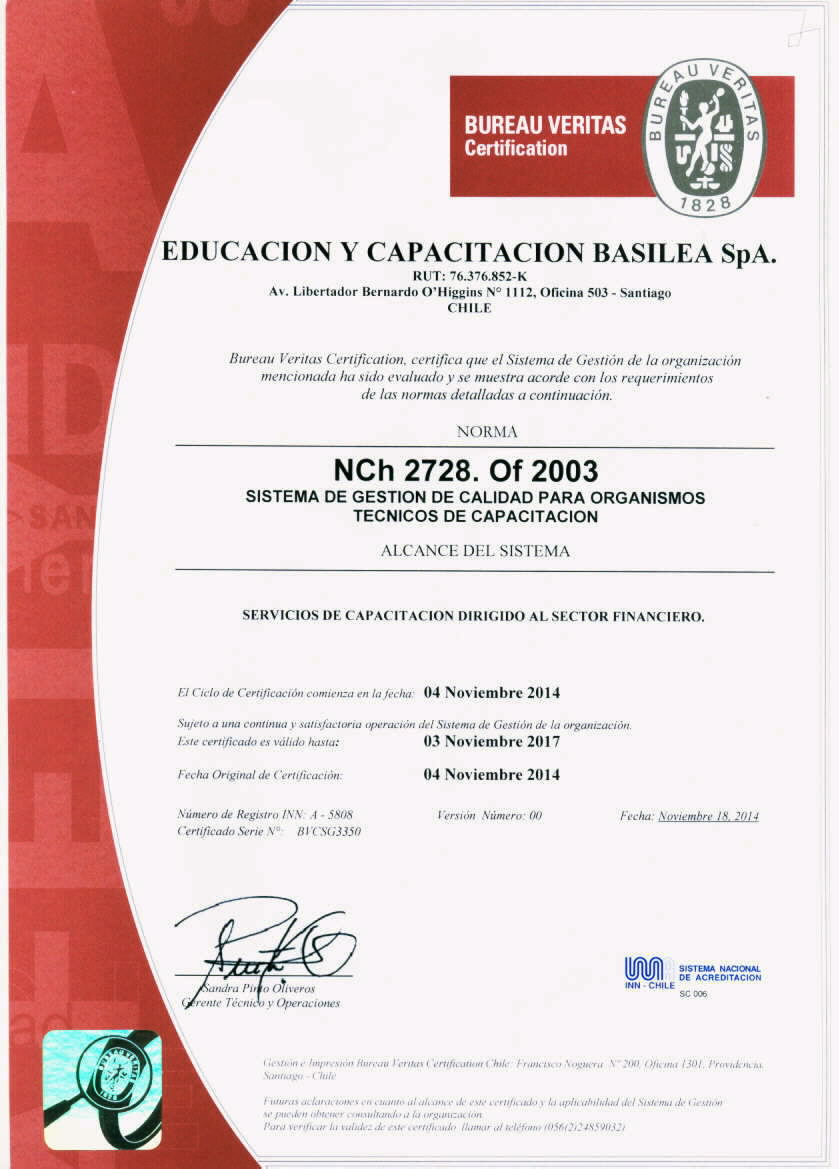 BUREAU VERITAS
Certification
BUREAU VERITAS
1828
EDUCACION Y CAPACITACION BASILEA SpA.
RUT: 76.376.852-K
Av. Libertador Bernardo O'Higgins N° 1112, Oficina 503 - Santiago
CHILE
Bureau Veritas Certification, certifica que el Sistema de Gestión de la organización
mencionada ha sido evaluado y se muestra acorde con los requerimientos
de las normas detalladas a continuación.
NORMA
NCh 2728. Of 2003
SISTEMA DE GESTION DE CALIDAD PARA ORGANISMOS
TECNICOS DE CAPACITACION
ALCANCE DEL SISTEMA
SERVICIOS DE CAPACITACION DIRIGIDO AL SECTOR FINANCIERO.
El Ciclo de Certificación comienza en la fecha: 04 Noviembre 2014
Sujeto a una continua y satisfactoria operación del Sistema de Gestión de la organización.
Este certificado es válido hasta: 03 Noviembre 2017
Fecha Original de Certificación: 04 Noviembre 2014
Número de Registro INN: A - 5808 Versión Número: 00 Fecha: Noviembre 18, 2014
Certificado Serie N°: BVCSG3350
Sandra Pinto Oliveros
Gerente Técnico y Operaciones
INN - CHILE
SISTEMA NACIONAL
DE ACREDITACION
SC 006
Gestión e Impresión Bureau Veritas Certification Chile: Francisco Noguera N° 200, Oficina 1301, Providencia,
Santiago - Chile
Futuras aclaraciones en cuanto al alcance de este certificado y la aplicabilidad del Sistema de Gestión
se pueden obtener consultando a la organización.
Para verificar la validez de este certificado llamar al teléfono (056(2)24859032)